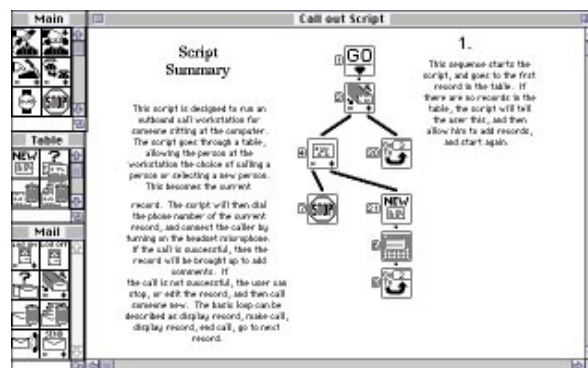 Main
Call out Script
STOP
Table
NEW
Mail
Log Off
Script
Summary
This script is designed to run an
outbound call workstation for
someone sitting at the computer.
The script goes through a table,
allowing the person at the
workstation the choice of calling a
person or selecting a new person.
This becomes the current
record. The script will then dial
the phone number of the current
record, and connect the caller by
turning on the headset microphone.
If the call is successful, then the
record will be brought up to add
comments. If
the call is not successful, the user can
stop, or edit the record, and then call
someone new. The basic loop can be
described as display record, make call,
display record, end call, go to next
record.
GO
STOP
NEW
1.
This sequence starts the
script, and goes to the first
record in the table. If
there are no records in the
table, the script will tell
the user this, and then
allow him to add records,
and start again.